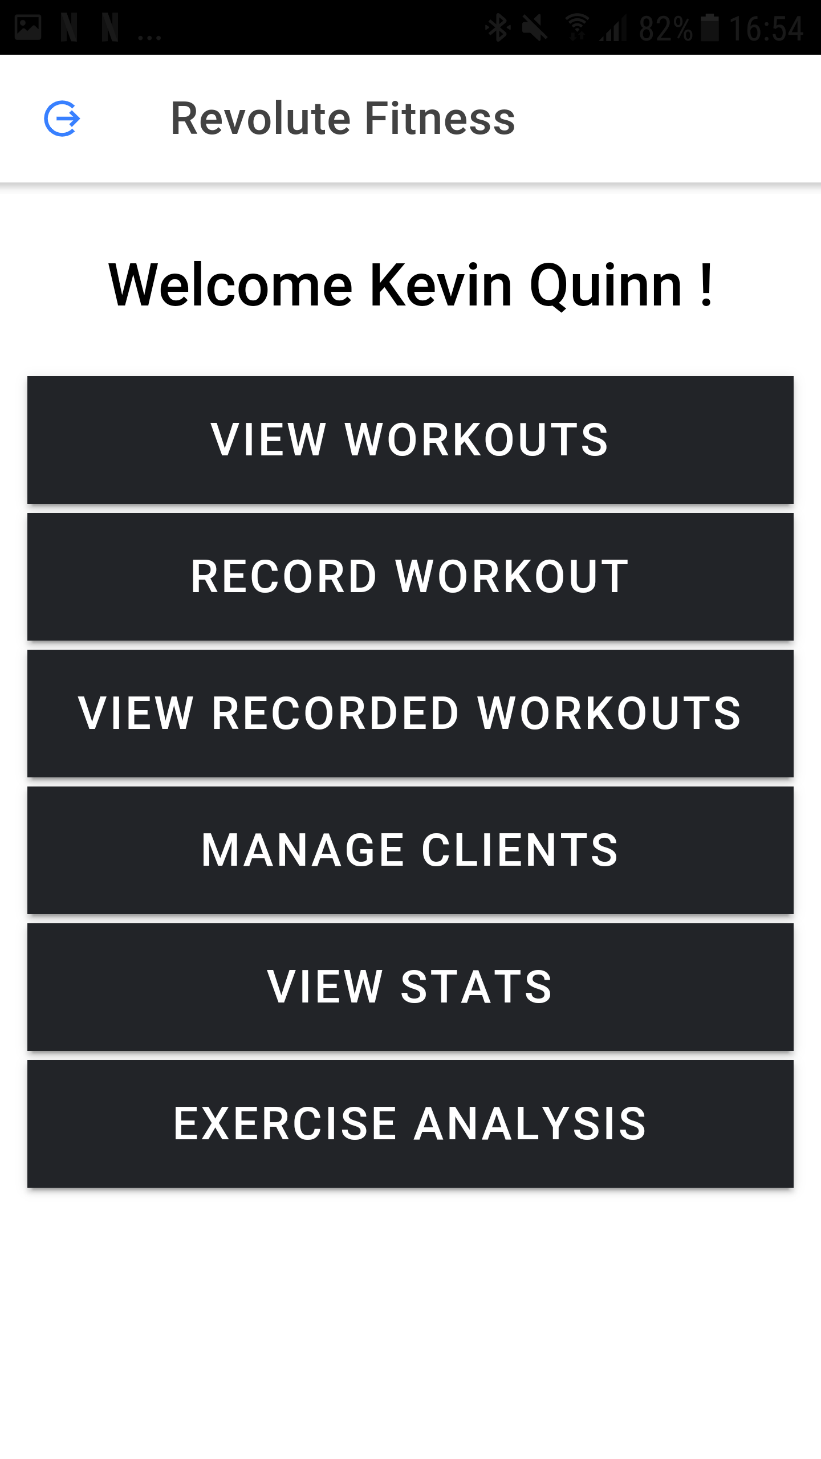 N N ... 82% 16:54
Revolute Fitness
Welcome Kevin Quinn !
VIEW WORKOUTS
RECORD WORKOUT
VIEW RECORDED WORKOUTS
MANAGE CLIENTS
VIEW STATS
EXERCISE ANALYSIS